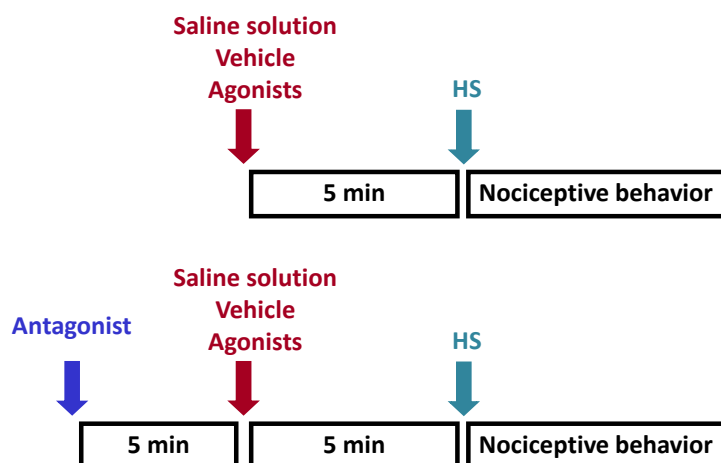 Saline solution
Vehicle
Agonists
HS
5 min
Nociceptive behavior
Saline solution
Vehicle
Antagonist
Agonists
HS
5 min
5 min
Nociceptive behavior